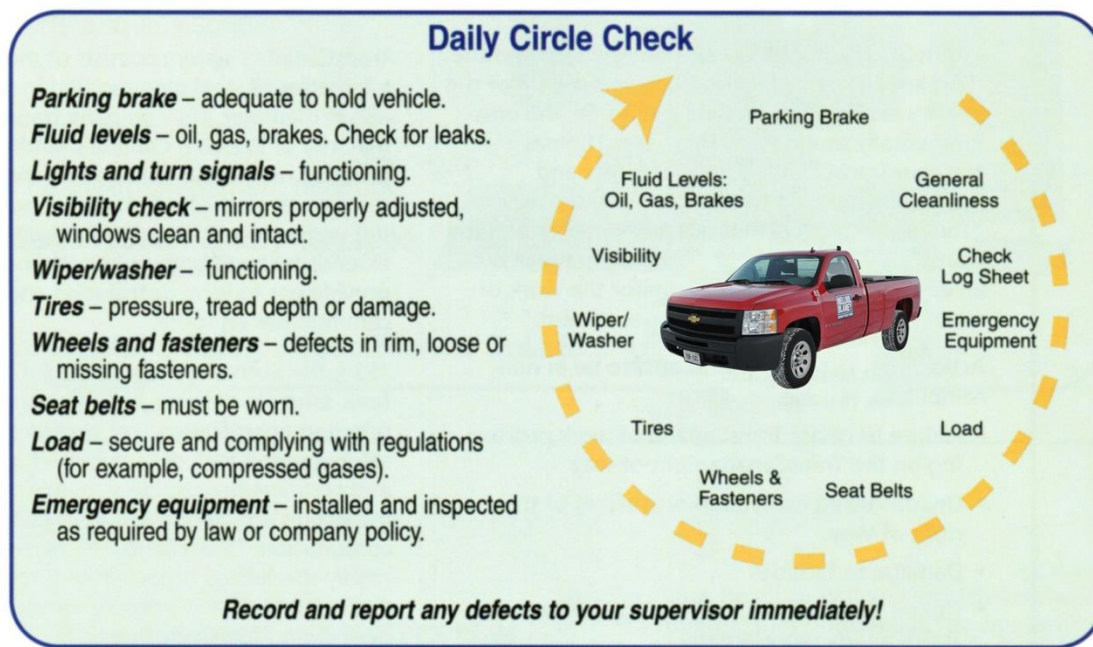 Daily Circle Check
Parking brake – adequate to hold vehicle.
Fluid levels – oil, gas, brakes. Check for leaks.
Lights and turn signals – functioning.
Visibility check – mirrors properly adjusted,
windows clean and intact.
Wiper/washer – functioning.
Tires – pressure, tread depth or damage.
Wheels and fasteners – defects in rim, loose or
missing fasteners.
Seat belts – must be worn.
Load – secure and complying with regulations
(for example, compressed gases).
Emergency equipment – installed and inspected
as required by law or company policy.
Parking Brake
Fluid Levels:
Oil, Gas, Brakes
General
Cleanliness
Visibility
Check
Log Sheet
Wiper/
Washer
Emergency
Equipment
Tires
Load
Wheels &
Fasteners
Seat Belts
Record and report any defects to your supervisor immediately!